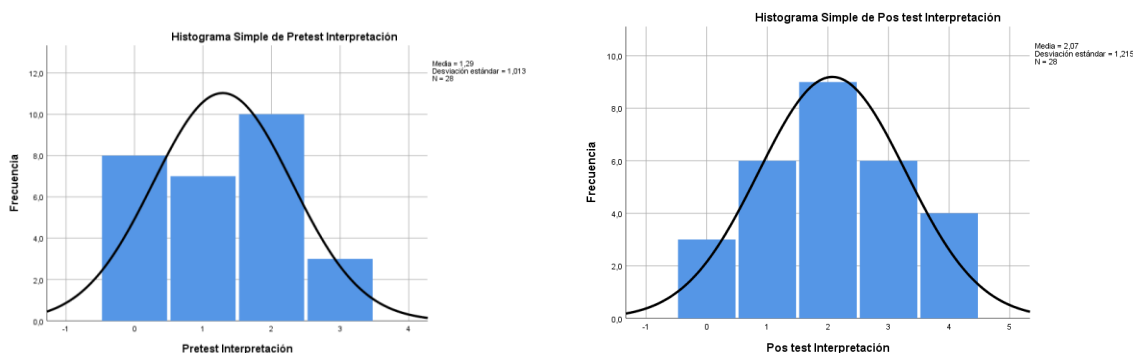 Histograma Simple de Pretest Interpretación
Media = 1,29
Desviación estándar = 1,013
N = 28
12,0
10,0
8,0
6,0
4,0
2,0
0,0
Frecuencia
-1 0 1 2 3 4
Pretest Interpretación
Histograma Simple de Pos test Interpretación
Media = 2,07
Desviación estándar = 1,215
N = 28
10,0
8,0
6,0
4,0
2,0
0,0
Frecuencia
-1 0 1 2 3 4 5
Pos test Interpretación